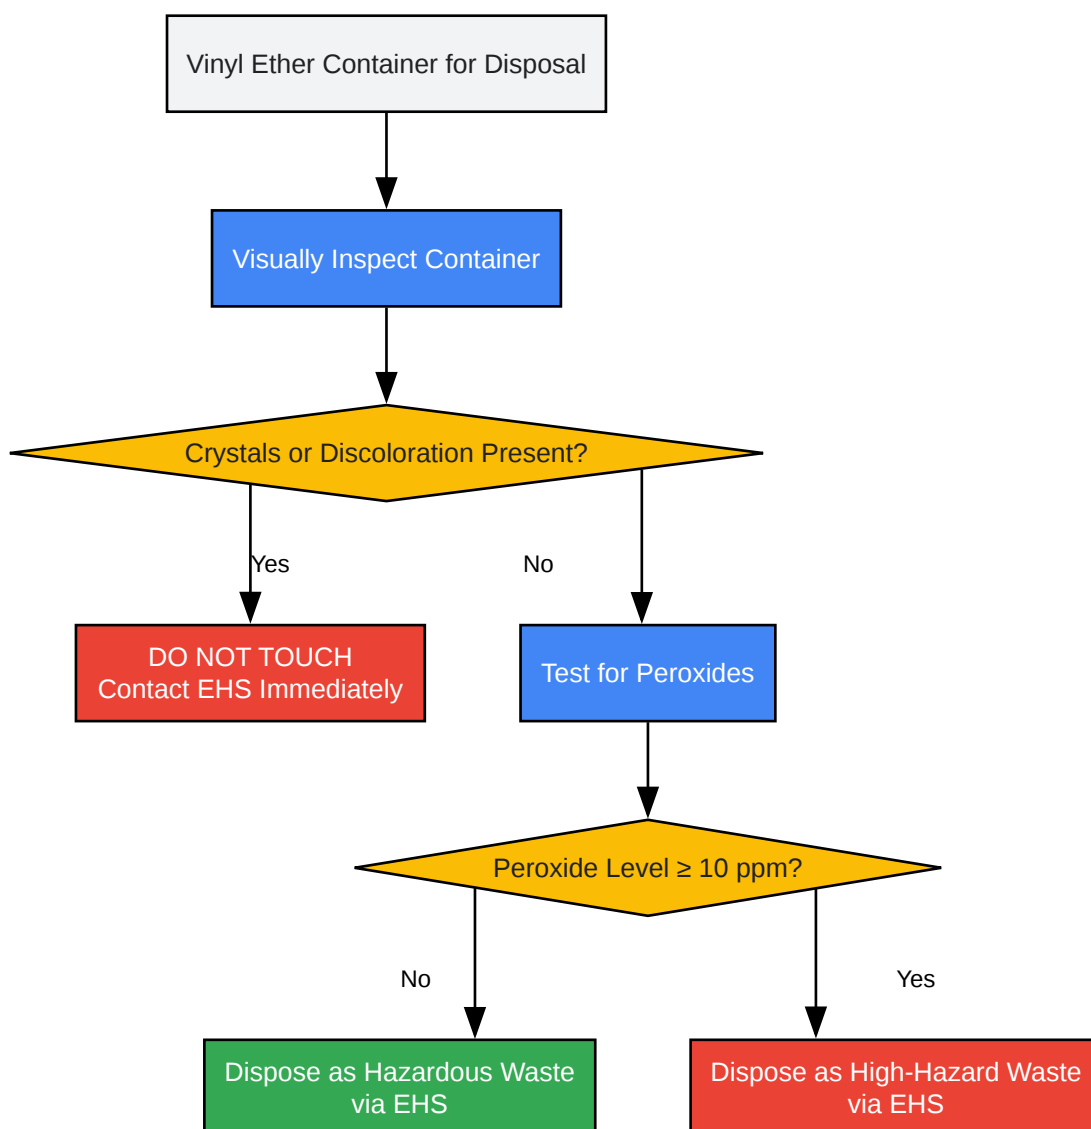 Vinyl Ether Container for Disposal
Visually Inspect Container
Crystals or Discoloration Present?
Yes
No
DO NOT TOUCH
Contact EHS Immediately
Test for Peroxides
Peroxide Level ≥ 10 ppm?
No
Yes
Dispose as Hazardous Waste
via EHS
Dispose as High-Hazard Waste
via EHS